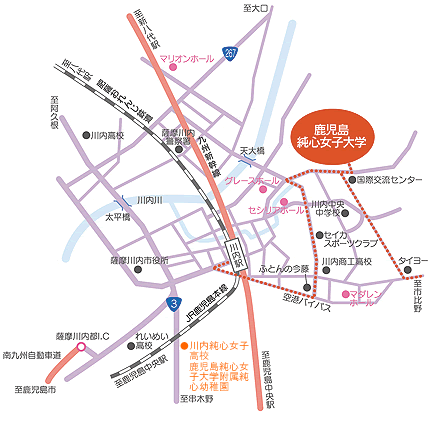 至大口
至新八代駅
267
マリオンホール
至八代駅
肥薩おれんじ鉄道
至阿久根
川内高校
薩摩川内
警察署
九州新幹線
鹿児島
純心女子大学
天大橋
国際交流センター
グレースホール
川内川
セシリアホール
川内中央
中学校
太平橋
セイカ
スポーツクラブ
川内駅
薩摩川内市役所
ふとんの今藤
川内商工高校
タイヨー
至市比野
マダレン
ホール
空港バイパス
3
JR鹿児島本線
薩摩川内都I.C
れいめい
高校
川内純心女子
高校
鹿児島純心女
子大学附属純
心幼稚園
南九州自動車道
至鹿児島市
至鹿児島中央駅
至串木野
至鹿児島中央駅